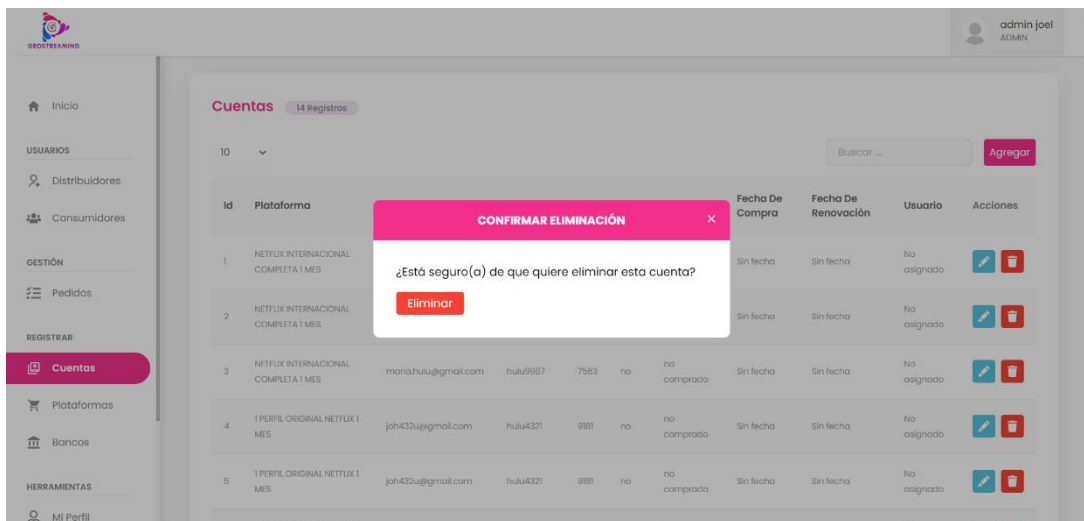 GEOSTREAMING
admin joel
ADMIN
Inicio
USUARIOS
Distribuidores
Consumidores
GESTIÓN
Pedidos
REGISTRAR
Cuentas
Plataformas
Bancos
HERRAMIENTAS
Mi Perfil
Cuentas
14 Registros
10
Buscar ...
Agregar
Id
Plataforma
Fecha De
Compra
Fecha De
Renovación
Usuario
Acciones
CONFIRMAR ELIMINACIÓN
×
¿Está seguro(a) de que quiere eliminar esta cuenta?
Eliminar
1
NETFLIX INTERNACIONAL
COMPLETA 1 MES
Sin fecha
Sin fecha
No
asignado
2
NETFLIX INTERNACIONAL
COMPLETA 1 MES
Sin fecha
Sin fecha
No
asignado
3
NETFLIX INTERNACIONAL
COMPLETA 1 MES
maria.hulu@gmail.com
hulu9987
7563
no
no
comprado
Sin fecha
Sin fecha
No
asignado
4
1 PERFIL ORIGINAL NETFLIX 1
MES
joh432u@gmail.com
hulu4321
9181
no
no
comprado
Sin fecha
Sin fecha
No
asignado
5
1 PERFIL ORIGINAL NETFLIX 1
MES
joh432u@gmail.com
hulu4321
9181
no
no
comprado
Sin fecha
Sin fecha
No
asignado